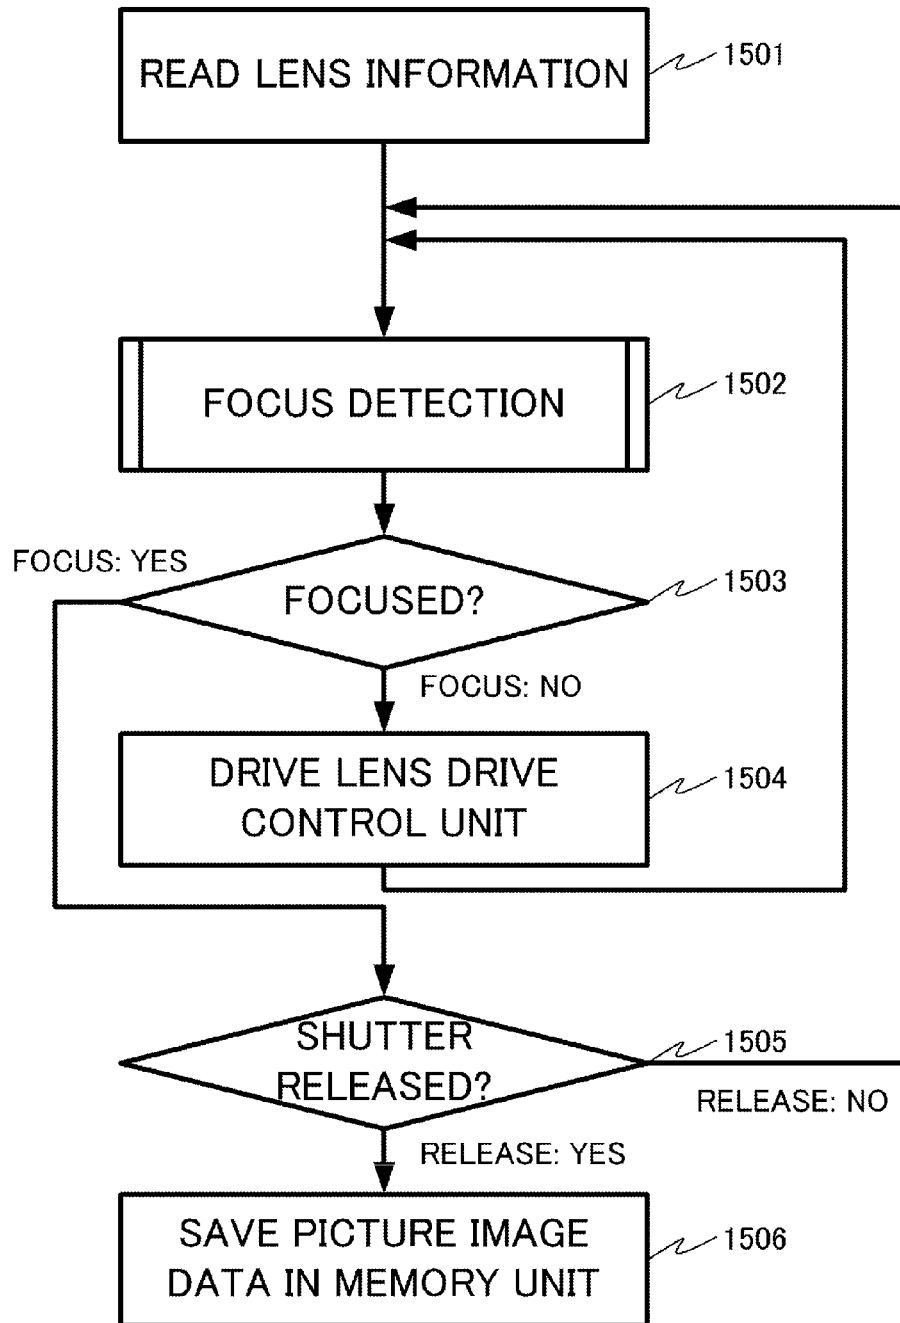 READ LENS INFORMATION
1501
FOCUS DETECTION
1502
FOCUS: YES
FOCUSED?
1503
FOCUS: NO
DRIVE LENS DRIVE
CONTROL UNIT
1504
SHUTTER
RELEASED?
1505
RELEASE: NO
RELEASE: YES
SAVE PICTURE IMAGE
DATA IN MEMORY UNIT
1506